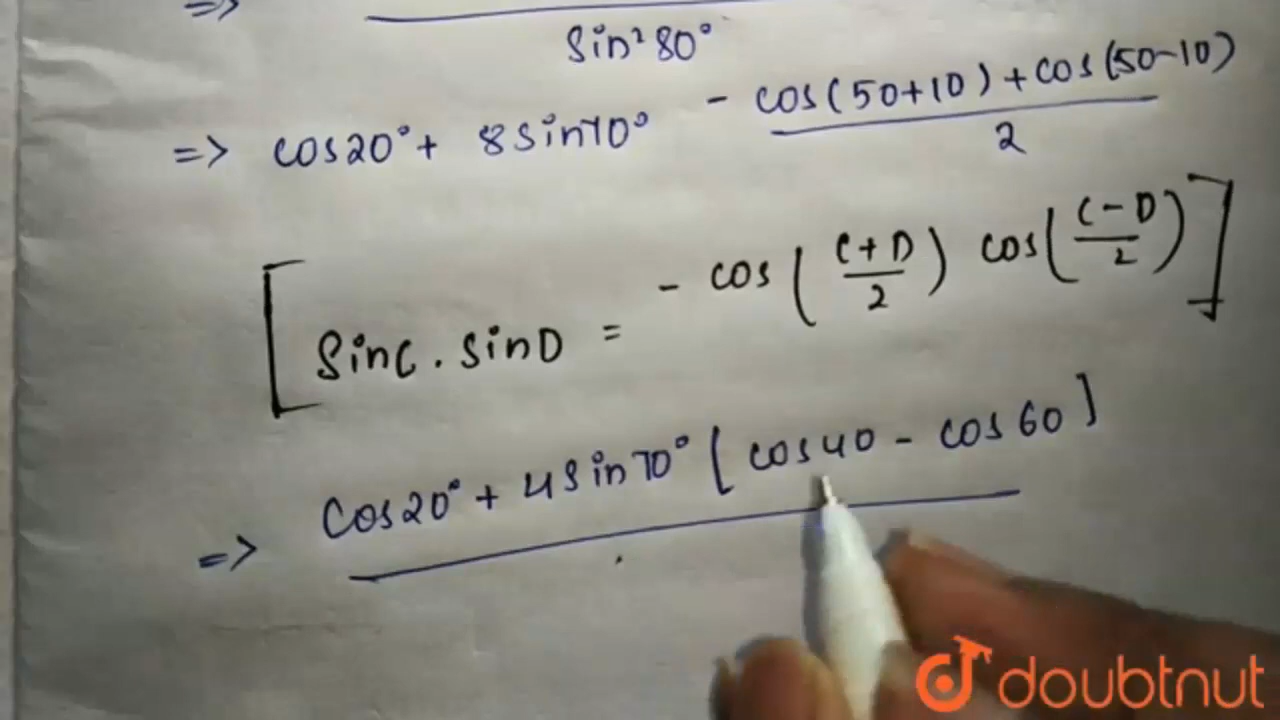 =>
Sin²80°
=> cos20° + 8sin70° - cos(50+10)+cos(50-10)
2
[SinC.sinD = - cos(C+D/2) cos(C-D/2)]
=> Cos20° + 4sin70° [cos40 - cos60]
doubtnut